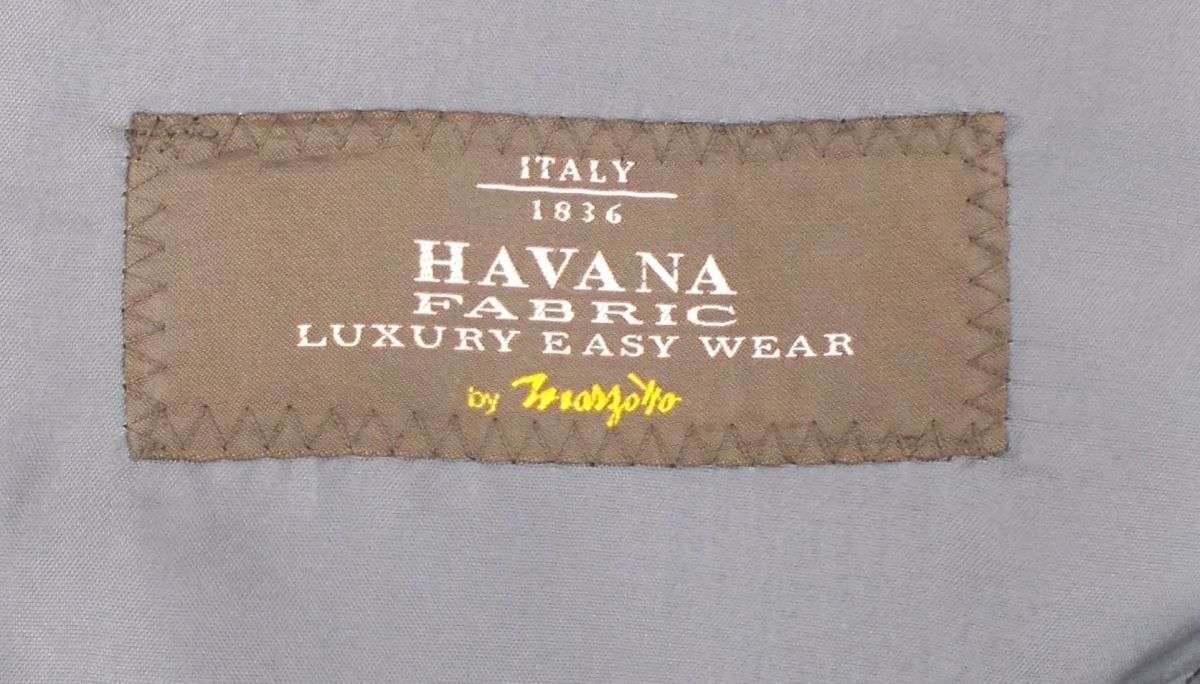 ITALY
1836
HAVANA
FABRIC
LUXURY EASY WEAR
by Marzotto